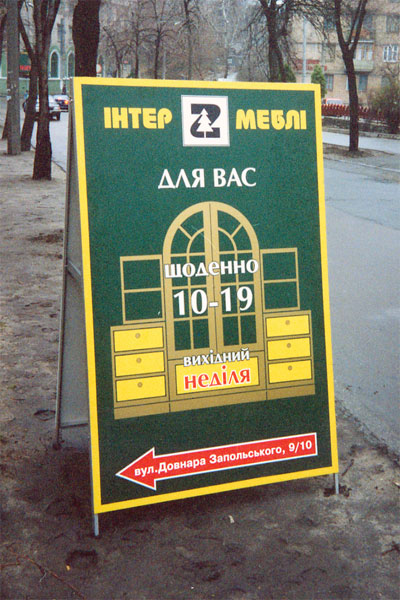 ІНТЕР МЕБЛІ
ДЛЯ ВАС
щоденно
10-19
вихідний
неділя
вул.Довнара Запольського, 9/10